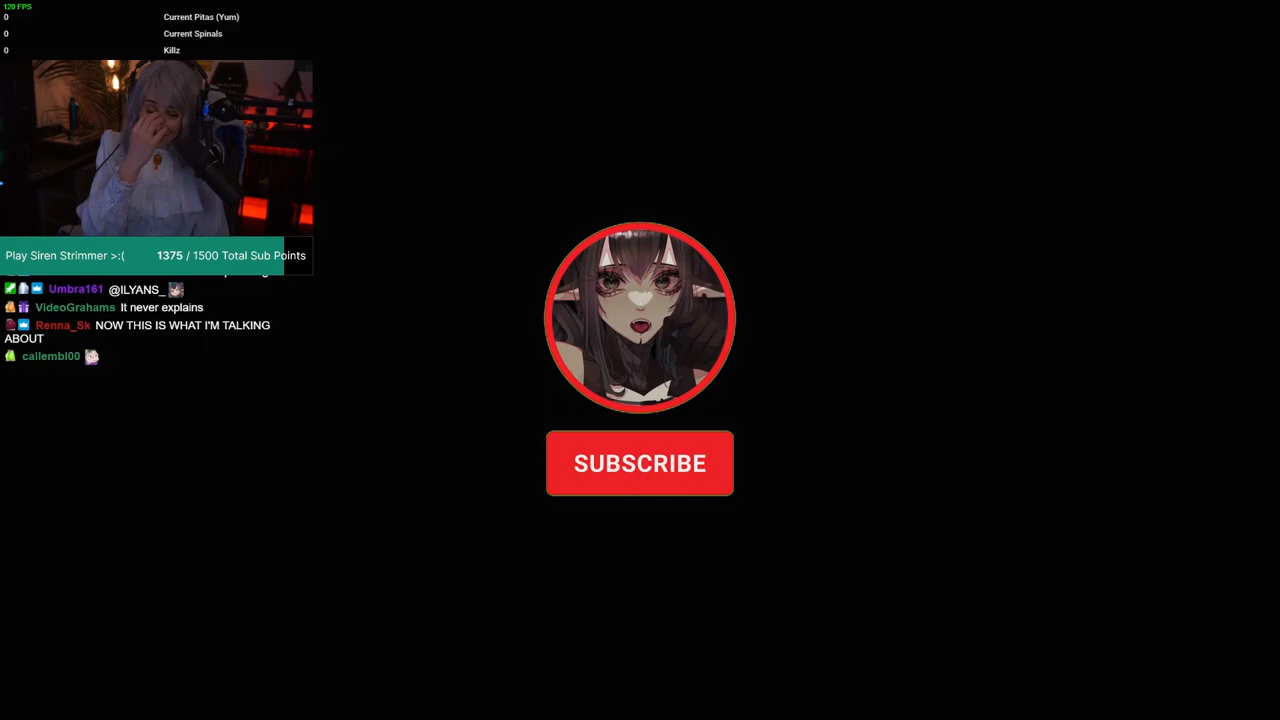 120 FPS
0 Current Pitas (Yum)
0 Current Spinals
0 Killz
Play Siren Strimmer >:( 1375 / 1500 Total Sub Points
Umbra161 @ILYANS_
VideoGrahams It never explains
Renna_Sk NOW THIS IS WHAT I'M TALKING
ABOUT
callembl00
SUBSCRIBE